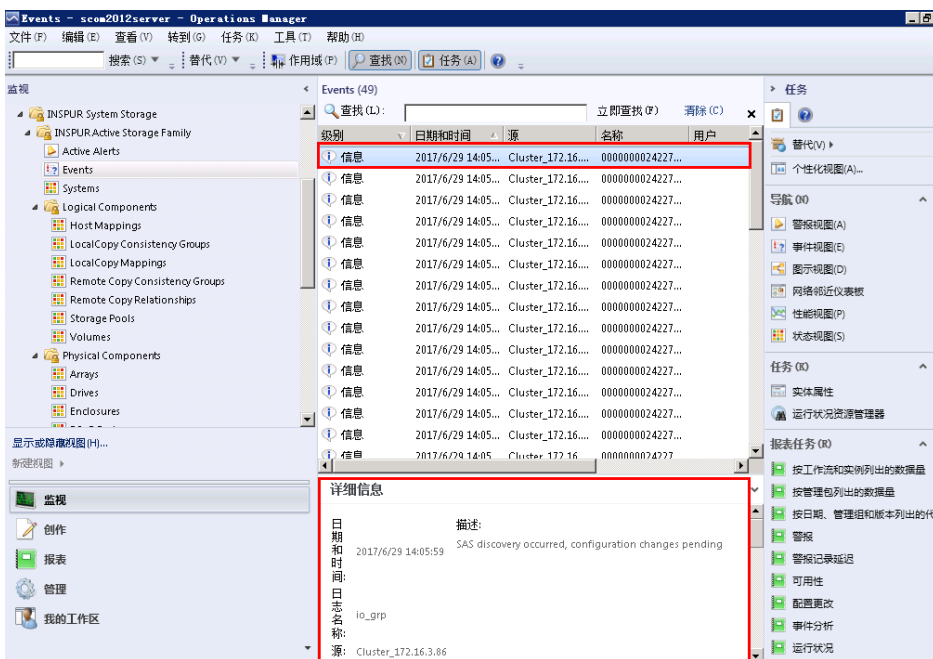 Events - scom2012server - Operations Manager
文件(F) 编辑(E) 查看(V) 转到(G) 任务(K) 工具(T) 帮助(H)
搜索(S) 替代(V) 作用域(P) 查找(N) 任务(A)
监视
INSPUR System Storage
INSPUR Active Storage Family
Active Alerts
Events
Systems
Logical Components
Host Mappings
LocalCopy Consistency Groups
LocalCopy Mappings
Remote Copy Consistency Groups
Remote Copy Relationships
Storage Pools
Volumes
Physical Components
Arrays
Drives
Enclosures
显示或隐藏视图(H)...
新建视图
监视
创作
报表
管理
我的工作区
Events (49)
查找(L): 立即查找(F) 清除(C)
级别 日期和时间 源 名称 用户
信息 2017/6/29 14:05... Cluster_172.16.... 0000000024227...
信息 2017/6/29 14:05... Cluster_172.16.... 0000000024227...
信息 2017/6/29 14:05... Cluster_172.16.... 0000000024227...
信息 2017/6/29 14:05... Cluster_172.16.... 0000000024227...
信息 2017/6/29 14:05... Cluster_172.16.... 0000000024227...
信息 2017/6/29 14:05... Cluster_172.16.... 0000000024227...
信息 2017/6/29 14:05... Cluster_172.16.... 0000000024227...
信息 2017/6/29 14:05... Cluster_172.16.... 0000000024227...
信息 2017/6/29 14:05... Cluster_172.16.... 0000000024227...
信息 2017/6/29 14:05... Cluster_172.16.... 0000000024227...
信息 2017/6/29 14:05... Cluster_172.16.... 0000000024227...
信息 2017/6/29 14:05... Cluster_172.16.... 0000000024227...
信息 2017/6/29 14:05... Cluster_172.16.... 0000000024227...
信息 2017/6/29 14:05... Cluster_172.16.... 0000000024227...
信息 2017/6/29 14:05... Cluster_172.16 0000000024227
详细信息
日期和时间: 2017/6/29 14:05:59
描述:
SAS discovery occurred, configuration changes pending
日志名称: io_grp
源: Cluster_172.16.3.86
任务
替代(V)
个性化视图(A)...
导航(N)
警报视图(A)
事件视图(E)
图示视图(D)
网络邻近仪表板
性能视图(P)
状态视图(S)
任务(K)
实体属性
运行状况资源管理器
报表任务(R)
按工作流和实例列出的数据量
按管理包列出的数据量
按日期、管理组和版本列出的代
警报
警报记录延迟
可用性
配置更改
事件分析
运行状况